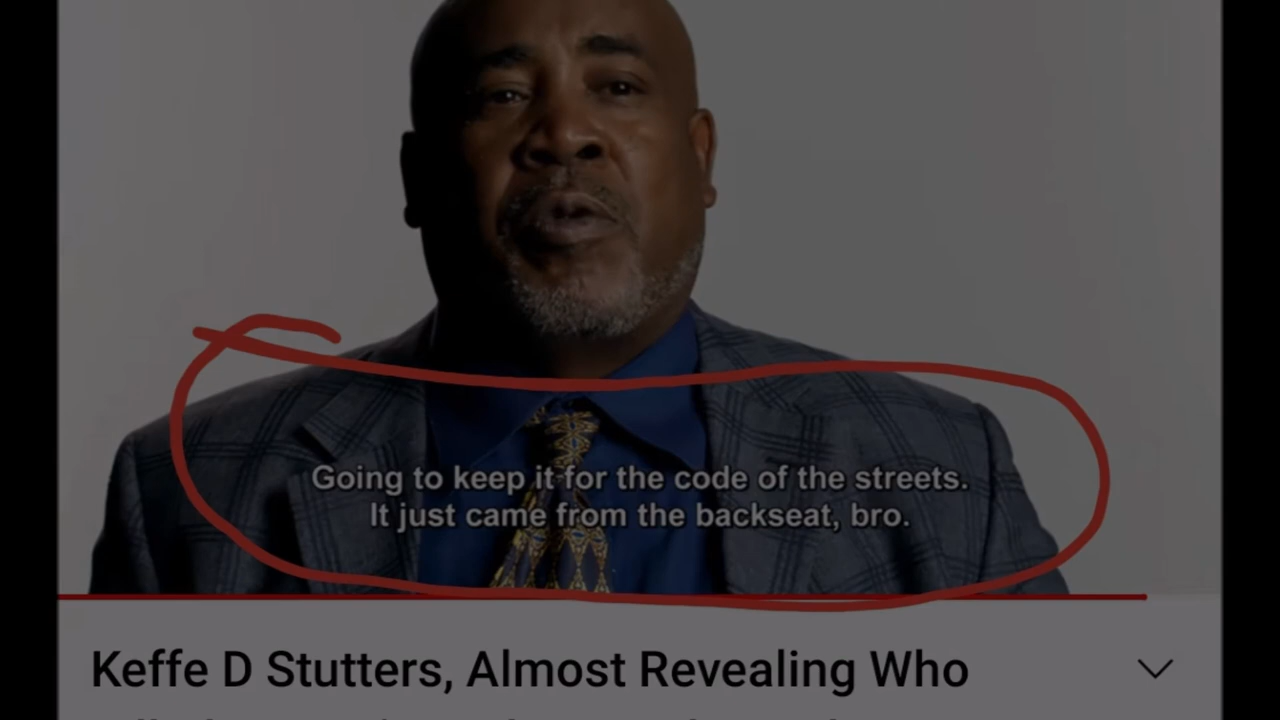 Going to keep it for the code of the streets.
It just came from the backseat, bro.
Keffe D Stutters, Almost Revealing Who